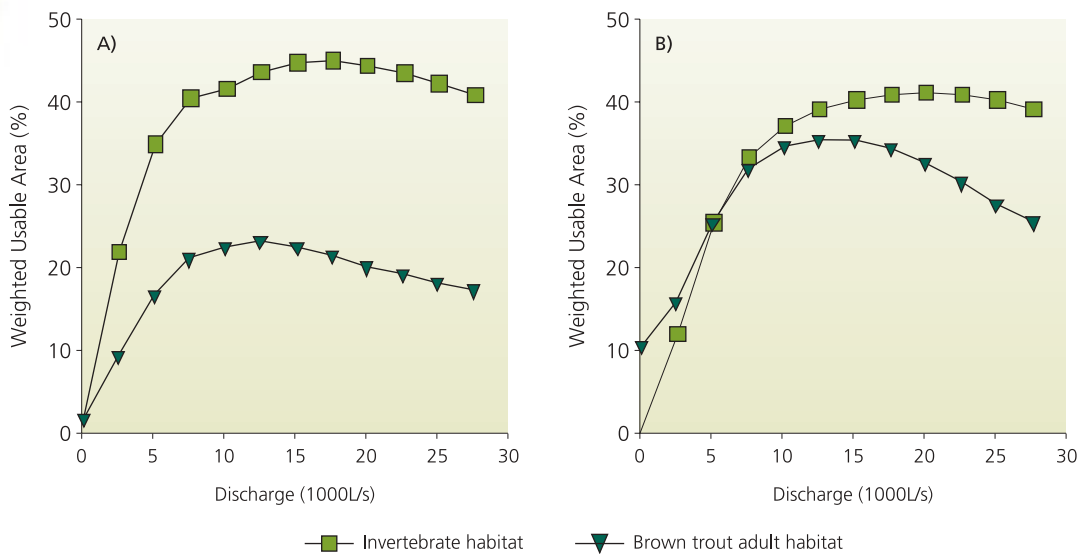 A)
Weighted Usable Area (%)
50
40
30
20
10
0
0 5 10 15 20 25 30
Discharge (1000L/s)
B)
Weighted Usable Area (%)
50
40
30
20
10
0
0 5 10 15 20 25 30
Discharge (1000L/s)
Invertebrate habitat
Brown trout adult habitat